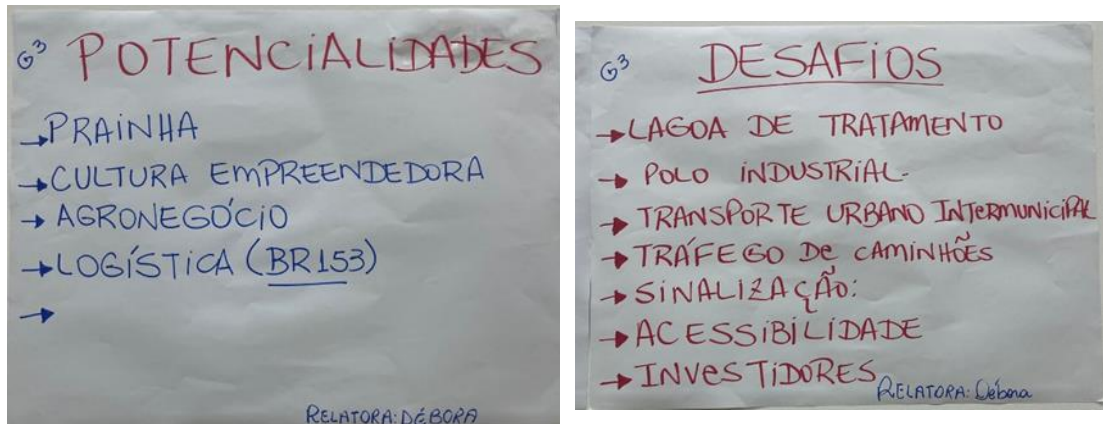 G3 POTENCIALIDADES
→ PRAINHA
→ CULTURA EMPREENDEDORA
→ AGRONEGÓCIO
→ LOGÍSTICA (BR153)
→
RELATORA: DÉBORA
G3 DESAFIOS
→ LAGOA DE TRATAMENTO
→ POLO INDUSTRIAL.
→ TRANSPORTE URBANO INTERMUNICIPAL
→ TRÁFEGO DE CAMINHÕES
→ SINALIZAÇÃO:
→ ACESSIBILIDADE
→ INVESTIDORES
RELATORA: Débora